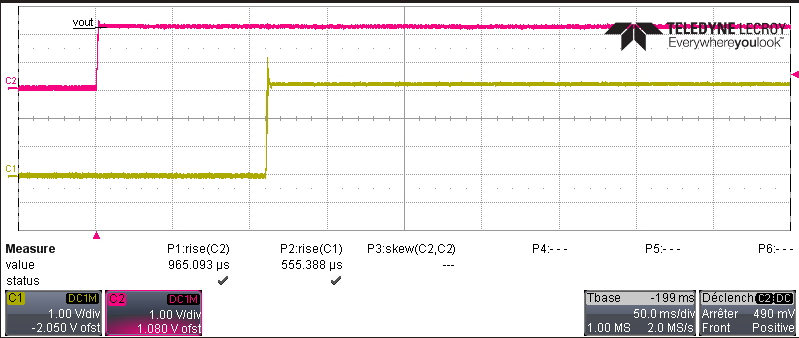 vout
TELEDYNE LECROY
Everywhereyoulook™
C2
C1
Measure P1:rise(C2) P2:rise(C1) P3:skew(C2,C2) P4:- - - P5:- - - P6:- - -
value 965.093 µs 555.388 µs ---
status
C1 DC1M
1.00 V/div
-2.050 V ofst
C2 DC1M
1.00 V/div
1.080 V ofst
Tbase -199 ms
50.0 ms/div
1.00 MS 2.0 MS/s
Déclench C2 DC
Arrêter 490 mV
Front Positive